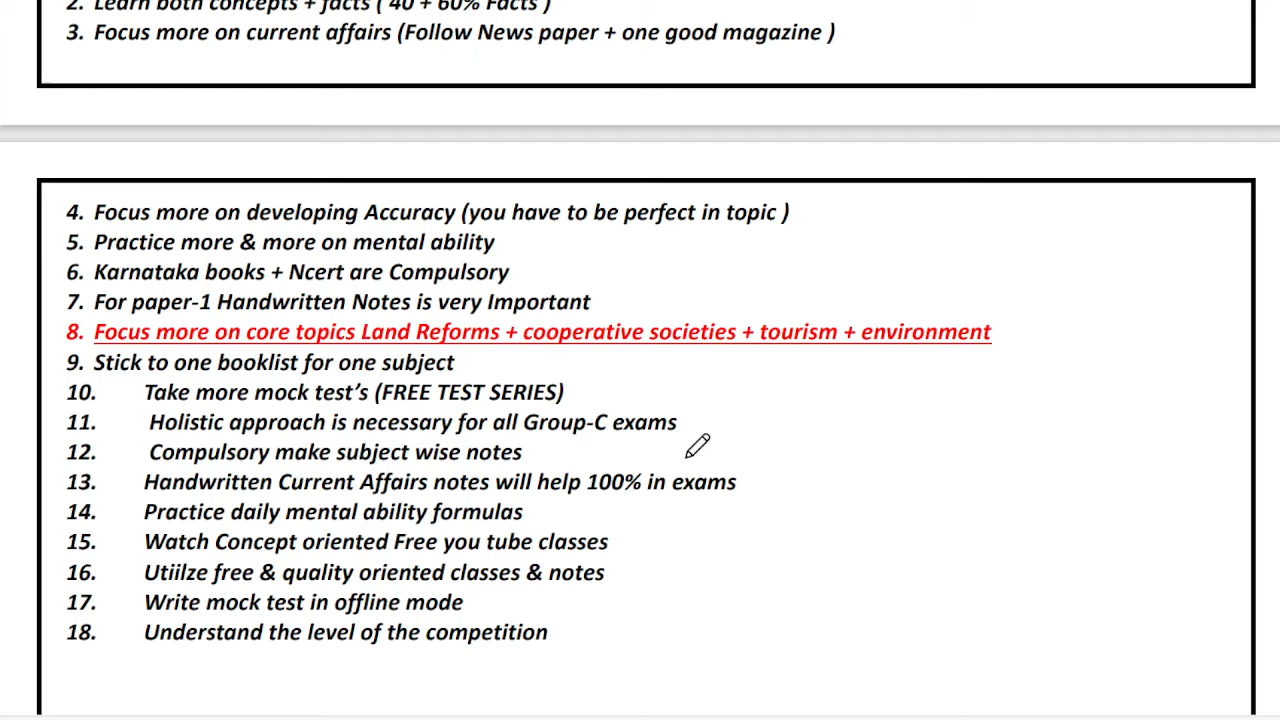 2. Learn both concepts + facts ( 40 + 60% Facts )
3. Focus more on current affairs (Follow News paper + one good magazine )
4. Focus more on developing Accuracy (you have to be perfect in topic )
5. Practice more & more on mental ability
6. Karnataka books + Ncert are Compulsory
7. For paper-1 Handwritten Notes is very Important
8. Focus more on core topics Land Reforms + cooperative societies + tourism + environment
9. Stick to one booklist for one subject
10. Take more mock test’s (FREE TEST SERIES)
11. Holistic approach is necessary for all Group-C exams
12. Compulsory make subject wise notes
13. Handwritten Current Affairs notes will help 100% in exams
14. Practice daily mental ability formulas
15. Watch Concept oriented Free you tube classes
16. Utiilze free & quality oriented classes & notes
17. Write mock test in offline mode
18. Understand the level of the competition